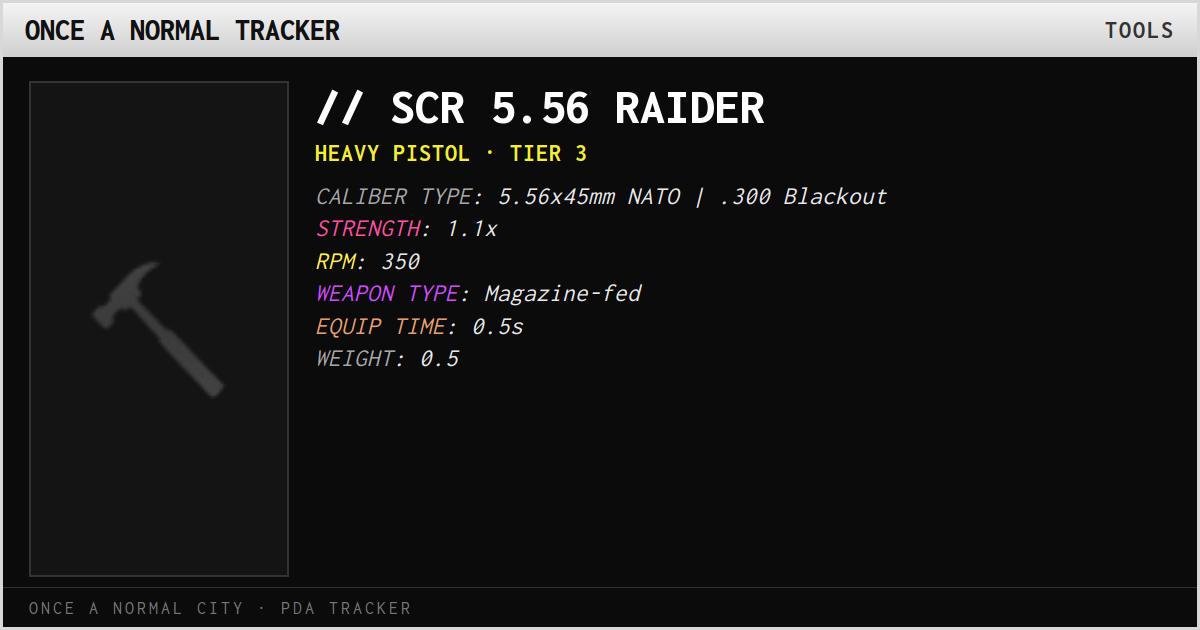 ONCE A NORMAL TRACKER
TOOLS
// SCR 5.56 RAIDER
HEAVY PISTOL · TIER 3
CALIBER TYPE: 5.56x45mm NATO | .300 Blackout
STRENGTH: 1.1x
RPM: 350
WEAPON TYPE: Magazine-fed
EQUIP TIME: 0.5s
WEIGHT: 0.5
ONCE A NORMAL CITY · PDA TRACKER